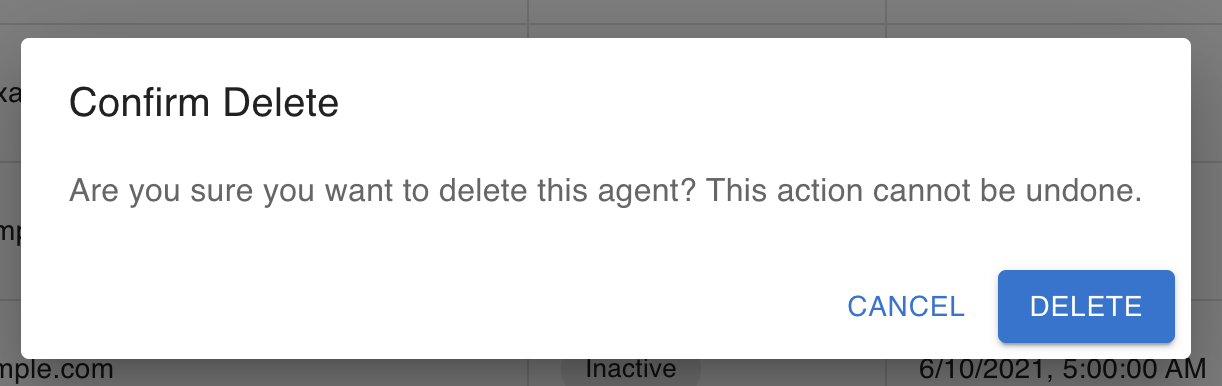 Confirm Delete
Are you sure you want to delete this agent? This action cannot be undone.
CANCEL DELETE
mple.com Inactive 6/10/2021, 5:00:00 AM